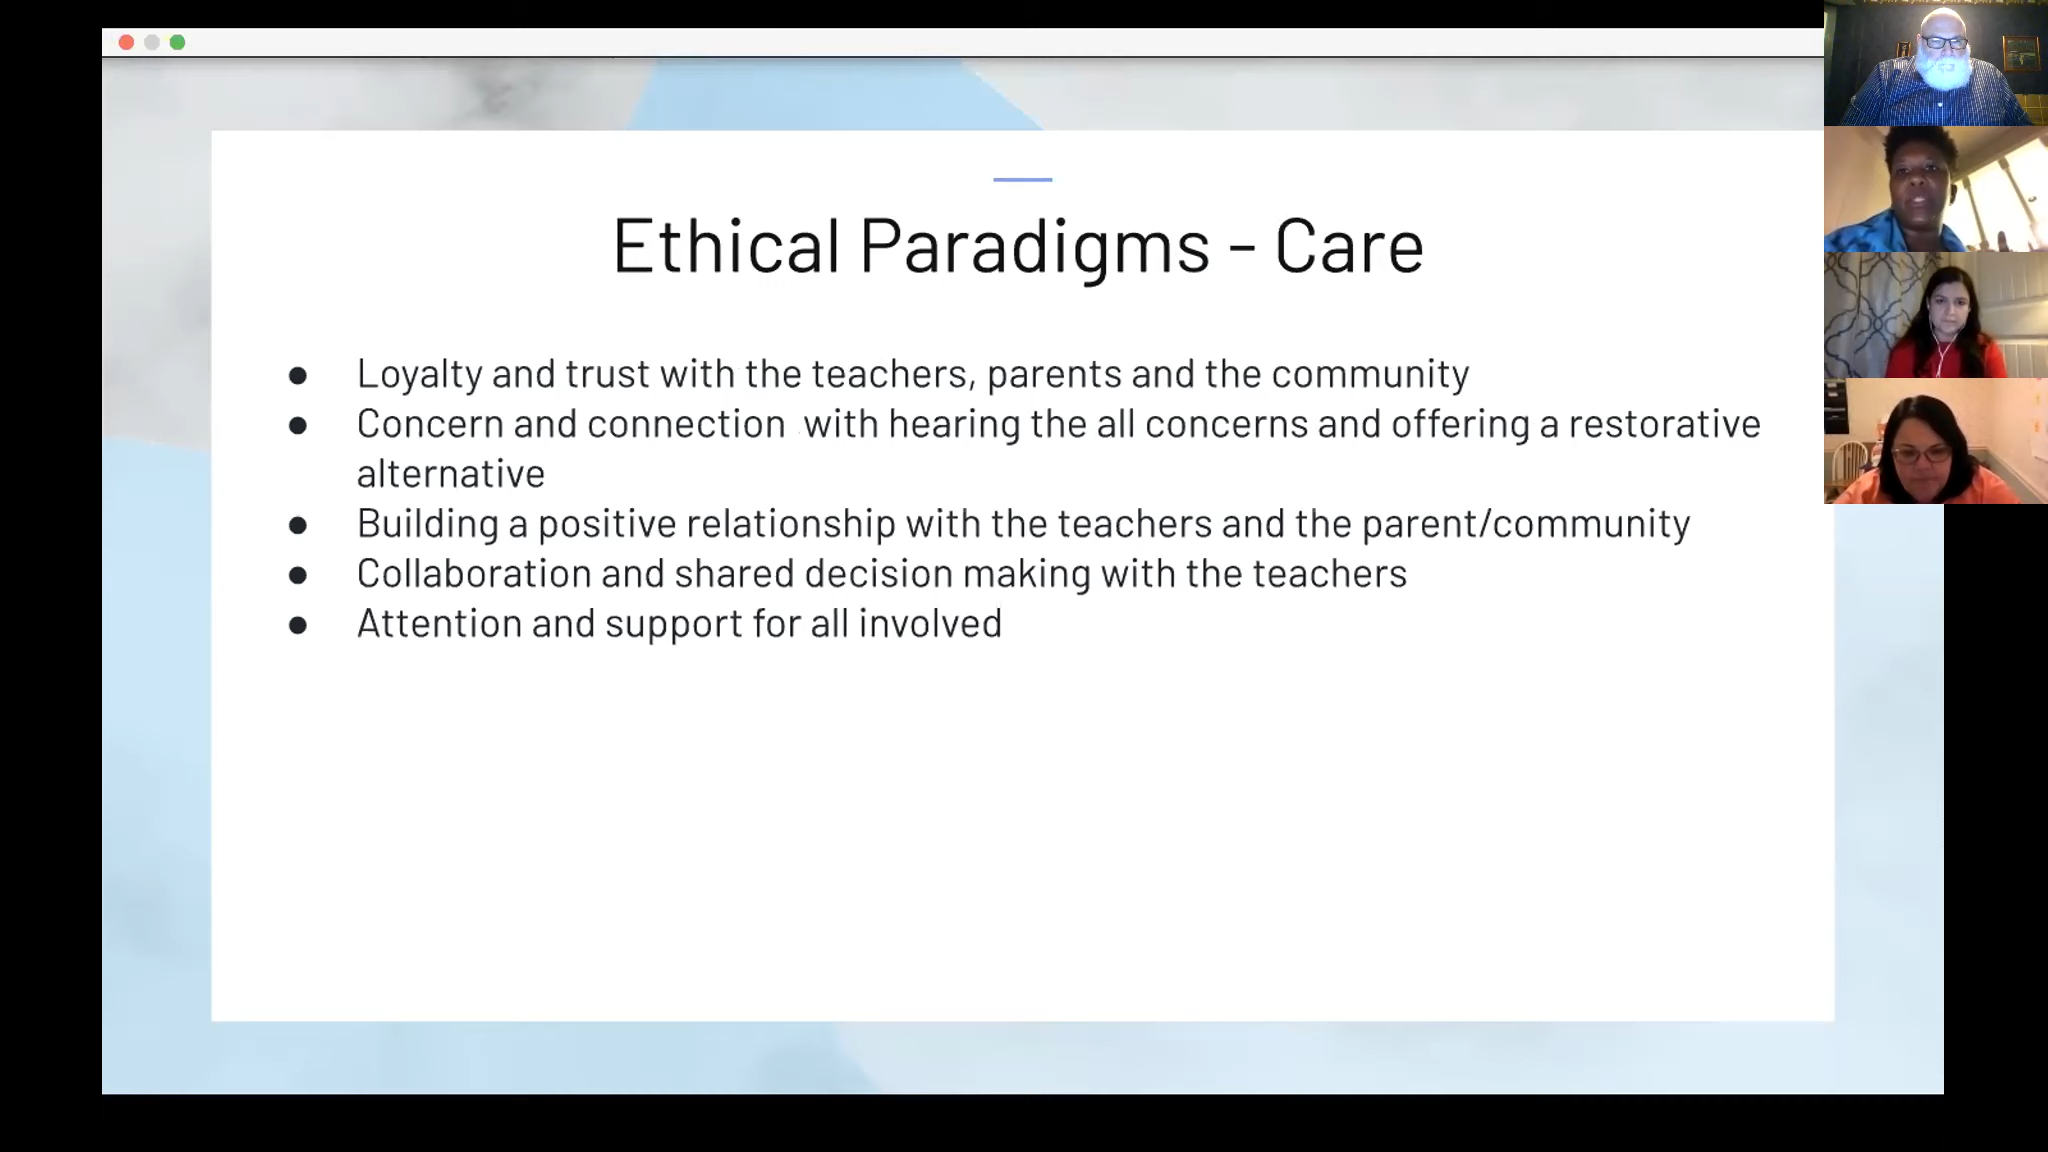 Ethical Paradigms - Care
● Loyalty and trust with the teachers, parents and the community
● Concern and connection with hearing the all concerns and offering a restorative
alternative
● Building a positive relationship with the teachers and the parent/community
● Collaboration and shared decision making with the teachers
● Attention and support for all involved